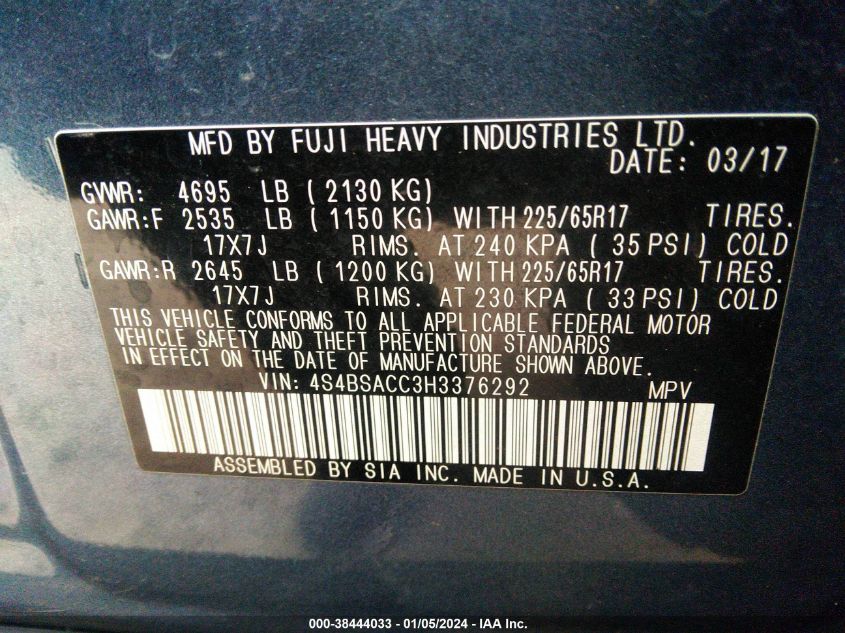 MFD BY FUJI HEAVY INDUSTRIES LTD.
DATE: 03/17
GVWR: 4695 LB ( 2130 KG)
GAWR:F 2535 LB ( 1150 KG) WITH 225/65R17 TIRES.
17X7J RIMS. AT 240 KPA ( 35 PSI) COLD
GAWR:R 2645 LB ( 1200 KG) WITH 225/65R17 TIRES.
17X7J RIMS. AT 230 KPA ( 33 PSI) COLD
THIS VEHICLE CONFORMS TO ALL APPLICABLE FEDERAL MOTOR
VEHICLE SAFETY AND THEFT PREVENTION STANDARDS
IN EFFECT ON THE DATE OF MANUFACTURE SHOWN ABOVE.
VIN: 4S4BSACC3H3376292 MPV
ASSEMBLED BY SIA INC. MADE IN U.S.A.
000-38444033 - 01/05/2024 - IAA Inc.